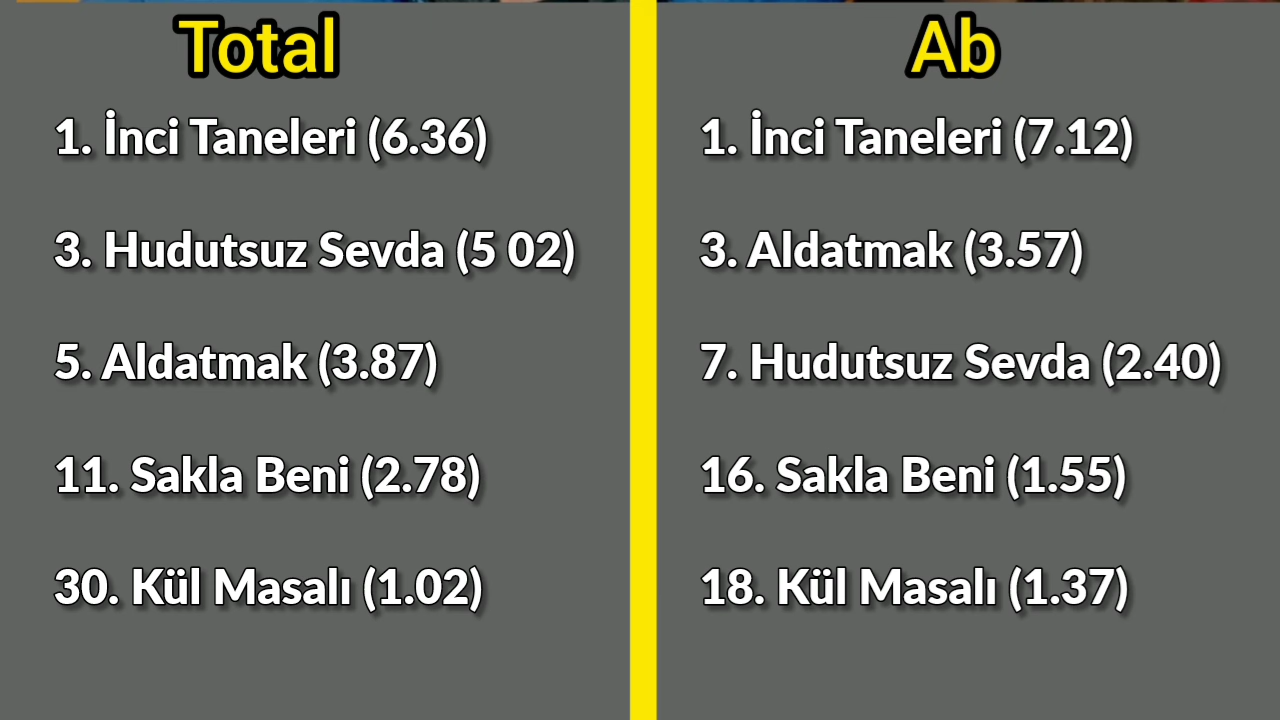 Total
1. İnci Taneleri (6.36)
3. Hudutsuz Sevda (5 02)
5. Aldatmak (3.87)
11. Sakla Beni (2.78)
30. Kül Masalı (1.02)
Ab
1. İnci Taneleri (7.12)
3. Aldatmak (3.57)
7. Hudutsuz Sevda (2.40)
16. Sakla Beni (1.55)
18. Kül Masalı (1.37)